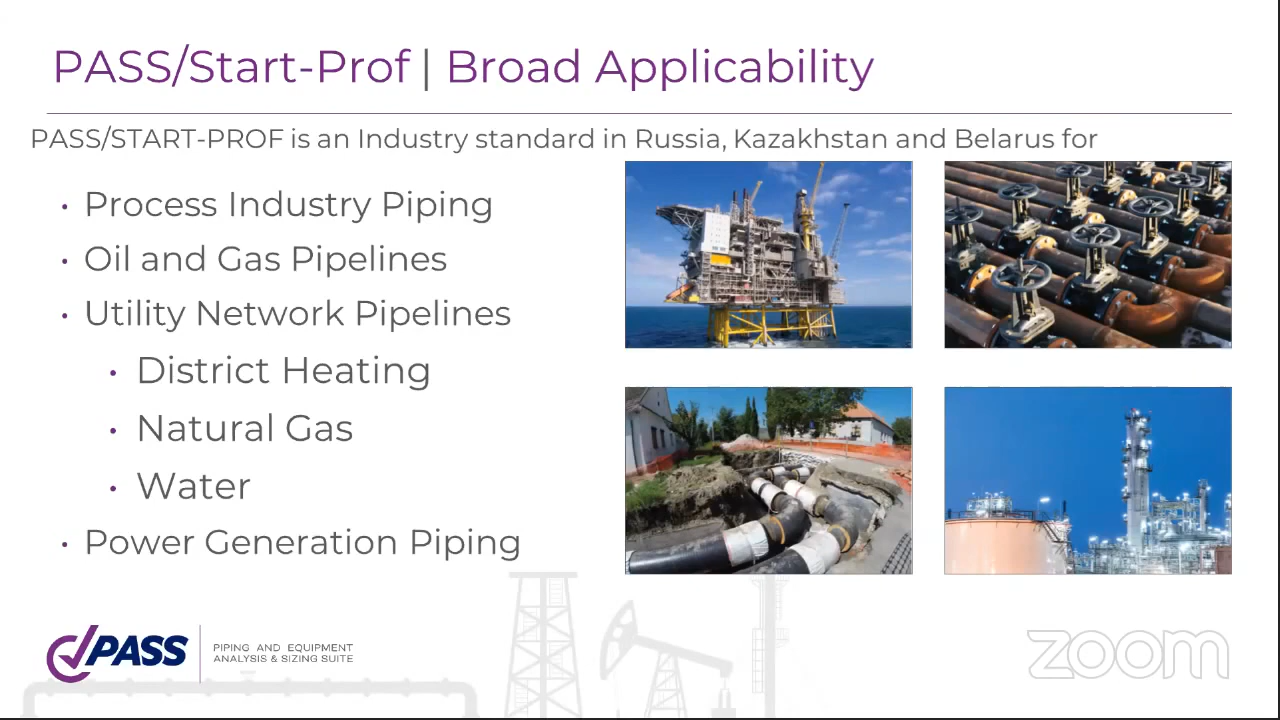 PASS/Start-Prof | Broad Applicability
PASS/START-PROF is an Industry standard in Russia, Kazakhstan and Belarus for
• Process Industry Piping
• Oil and Gas Pipelines
• Utility Network Pipelines
• District Heating
• Natural Gas
• Water
• Power Generation Piping
PASS
PIPING AND EQUIPMENT
ANALYSIS & SIZING SUITE
zoom